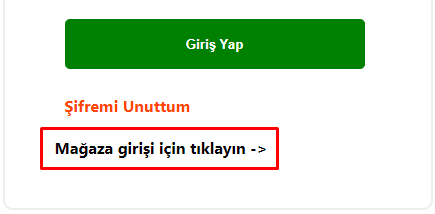 Giriş Yap
Şifremi Unuttum
Mağaza girişi için tıklayın ->